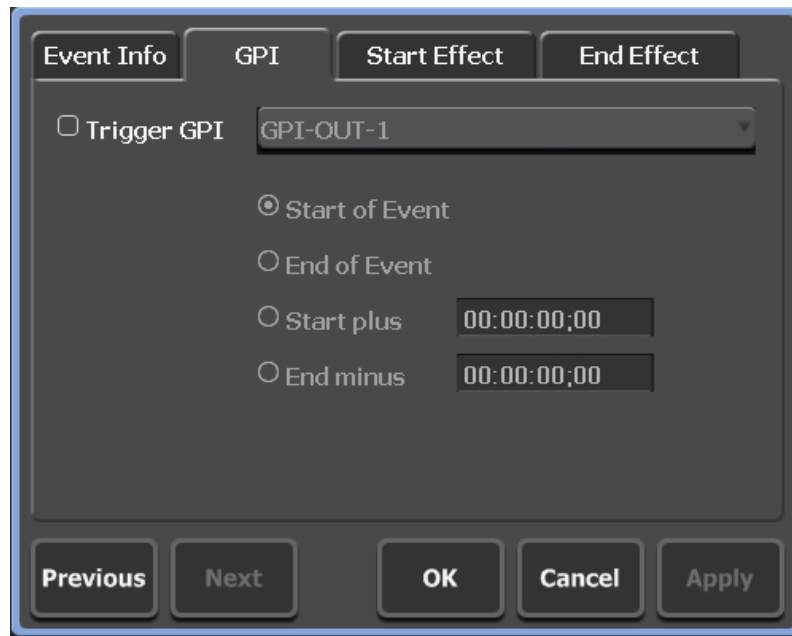 Event Info GPI Start Effect End Effect
Trigger GPI GPI-OUT-1
Start of Event
End of Event
Start plus 00:00:00;00
End minus 00:00:00;00
Previous Next OK Cancel Apply